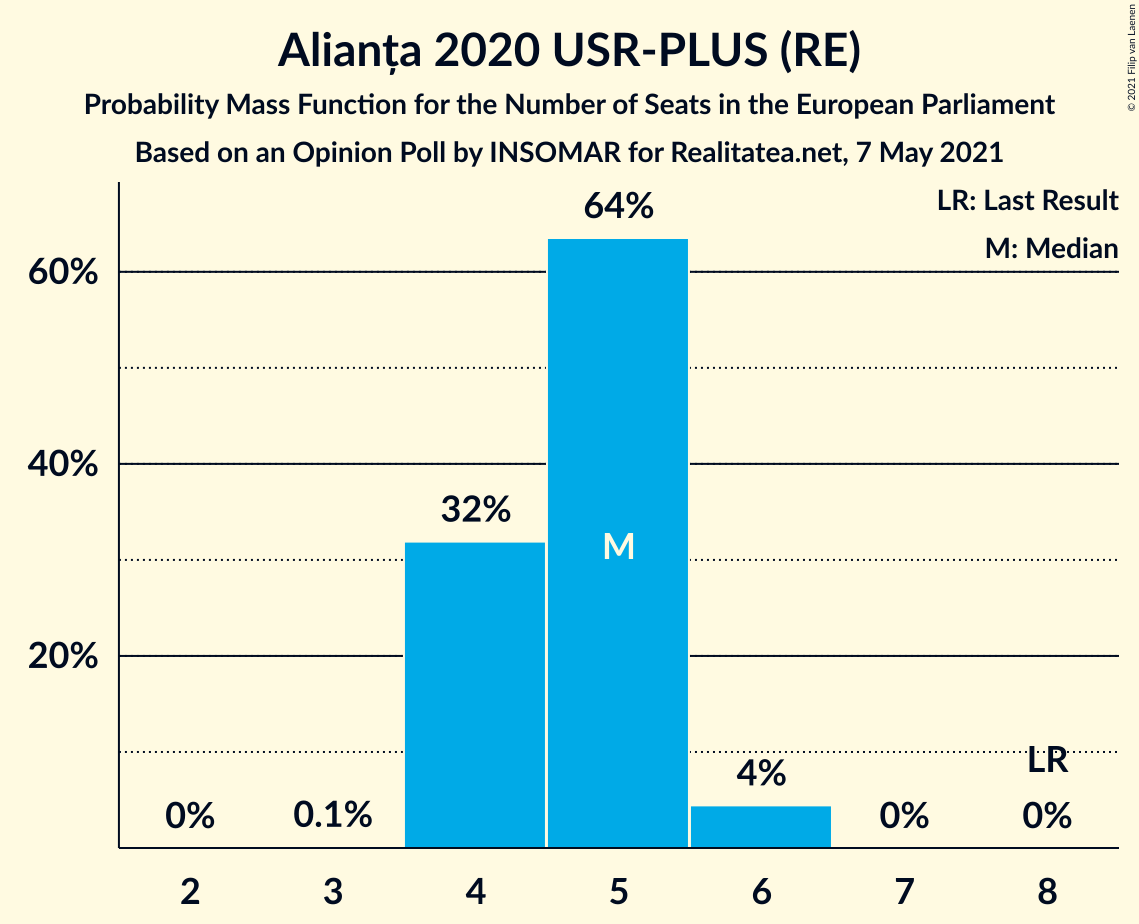 Alianța 2020 USR-PLUS (RE)
Probability Mass Function for the Number of Seats in the European Parliament
Based on an Opinion Poll by INSOMAR for Realitatea.net, 7 May 2021
© 2021 Filip van Laenen
LR: Last Result
M: Median
60%
40%
20%
0%
0.1%
32%
64%
M
4%
0%
LR
0%
2 3 4 5 6 7 8